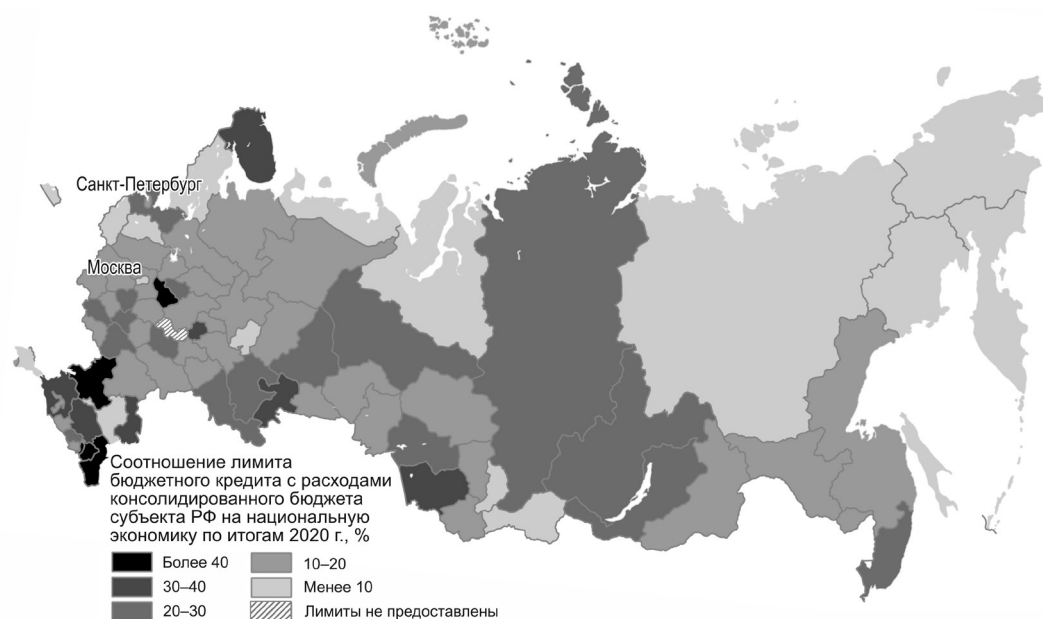 Санкт-Петербург
Москва
Соотношение лимита
бюджетного кредита с расходами
консолидированного бюджета
субъекта РФ на национальную
экономику по итогам 2020 г., %
Более 40
30–40
20–30
10–20
Менее 10
Лимиты не предоставлены